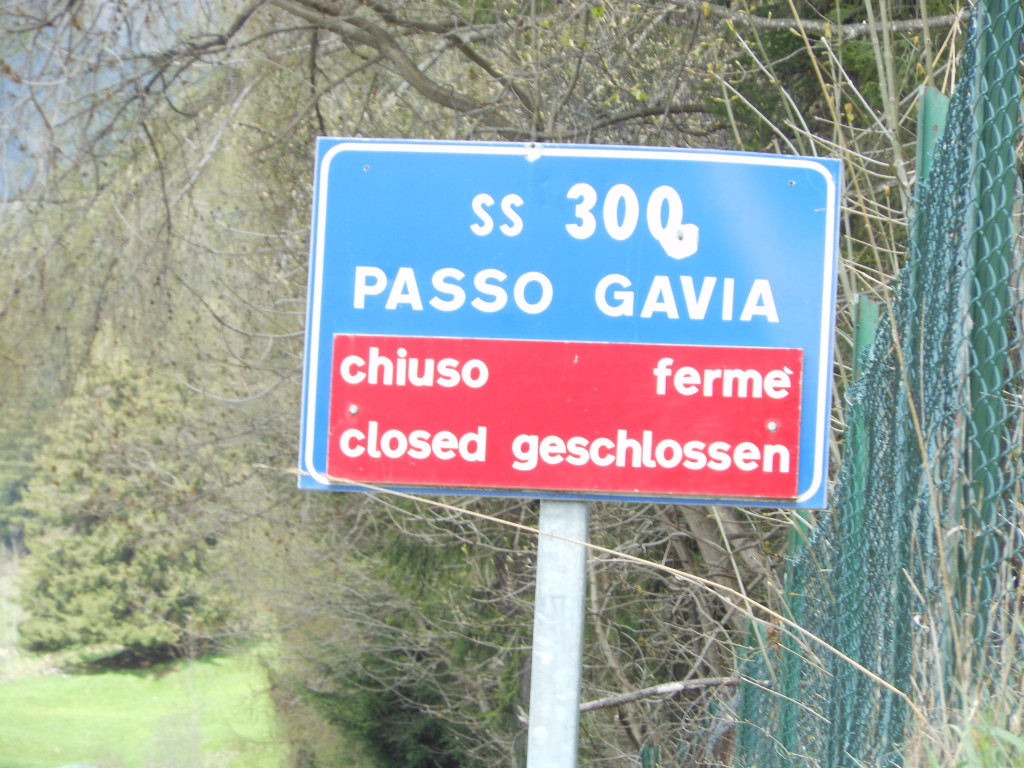 SS 300
PASSO GAVIA
chiuso fermè
closed geschlossen